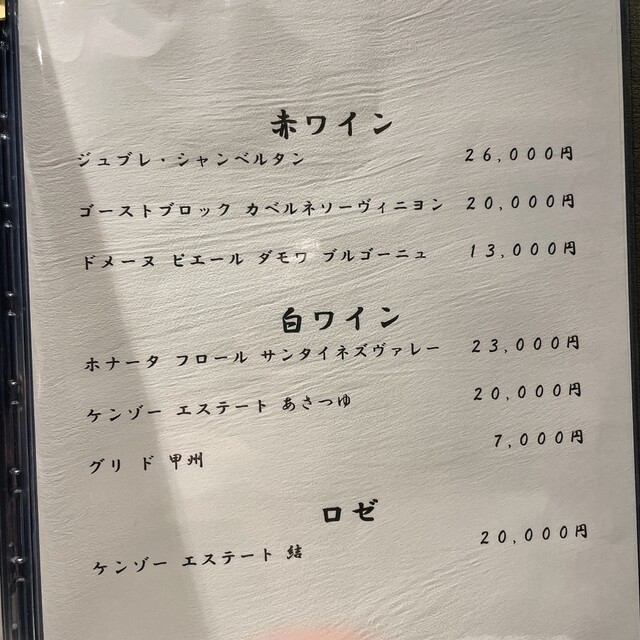 赤ワイン
ジュブレ・シャンベルタン 26,000円
ゴーストブロック カベルネソーヴィニヨン 20,000円
ドメーヌ ピエール ダモワ ブルゴーニュ 13,000円
白ワイン
ホナータ フロール サンタイネズヴァレー 23,000円
ケンゾー エステート あさつゆ 20,000円
グリ ド 甲州 7,000円
ロゼ
ケンゾー エステート 結 20,000円